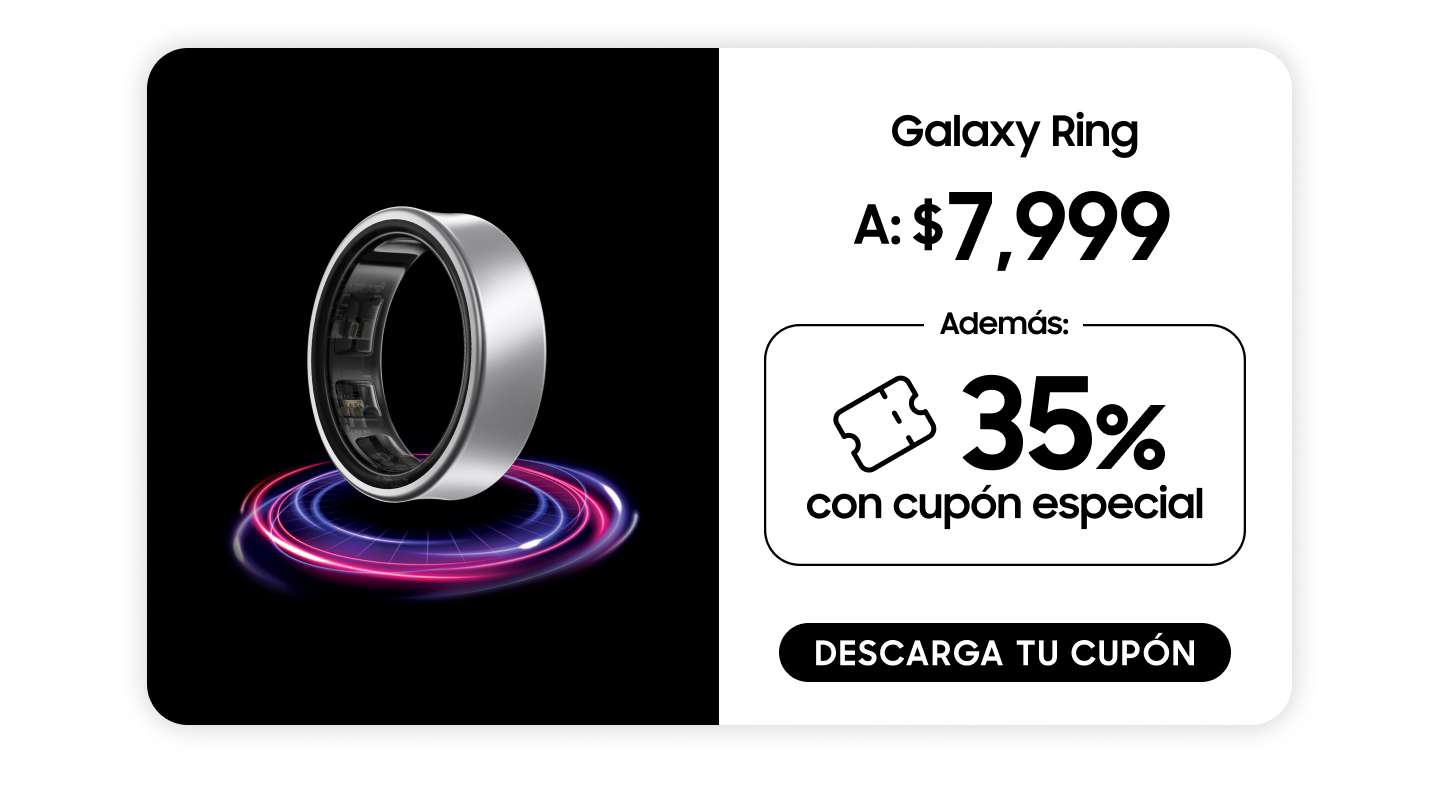 Galaxy Ring
A: $7,999
Además:
35%
con cupón especial
DESCARGA TU CUPÓN